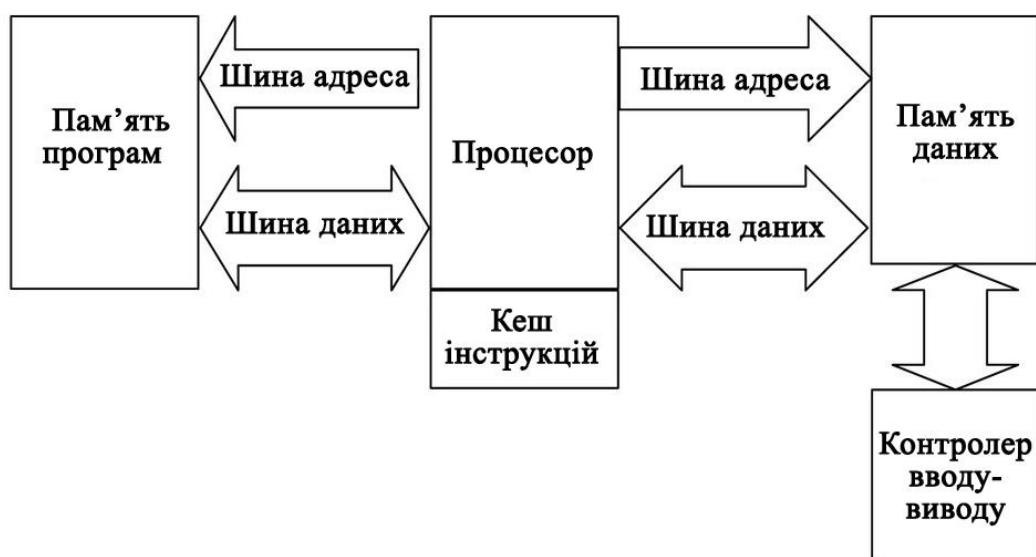 Пам’ять
програм
Шина адреса
Шина даних
Процесор
Кеш
інструкцій
Шина адреса
Шина даних
Пам’ять
даних
Контролер
вводу-
виводу